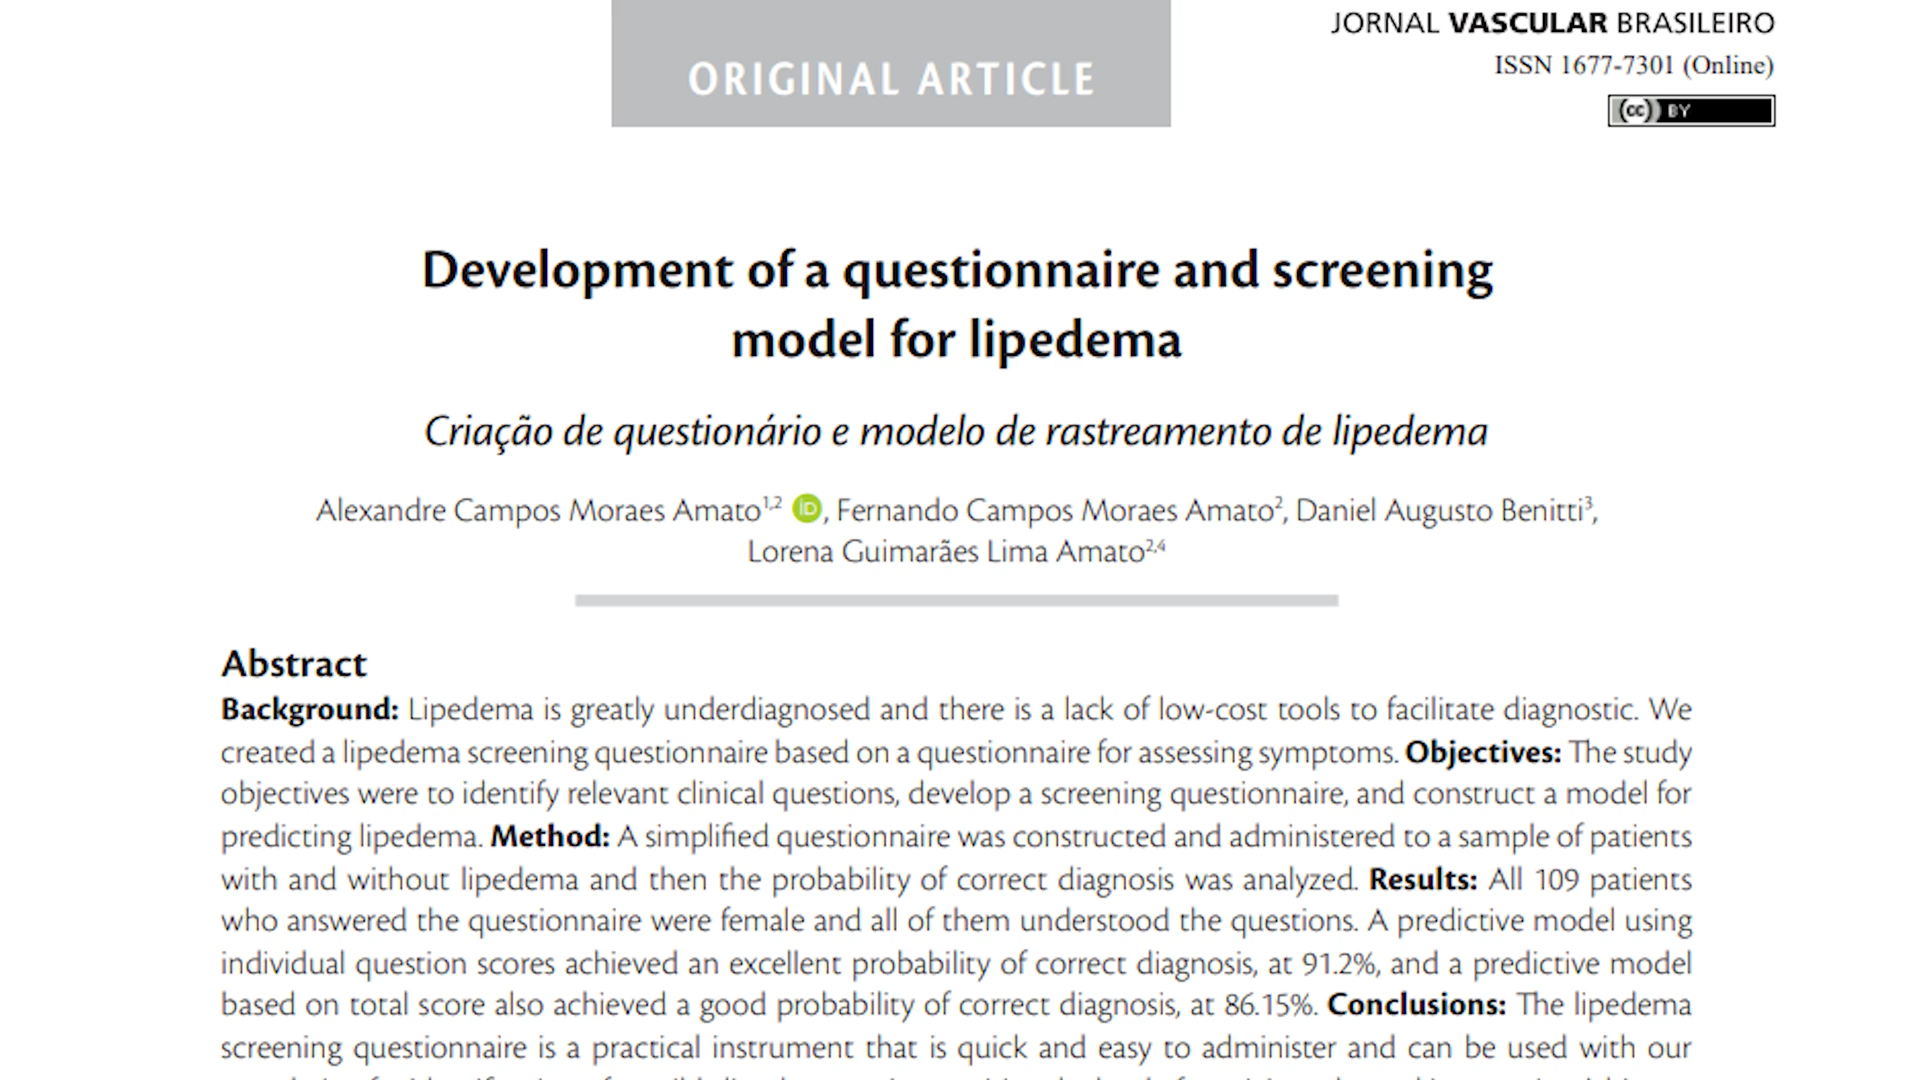 ORIGINAL ARTICLE
JORNAL VASCULAR BRASILEIRO
ISSN 1677-7301 (Online)
cc BY
Development of a questionnaire and screening
model for lipedema
Criação de questionário e modelo de rastreamento de lipedema
Alexandre Campos Moraes Amato1,2 iD, Fernando Campos Moraes Amato2, Daniel Augusto Benitti3,
Lorena Guimarães Lima Amato2,4
Abstract
Background: Lipedema is greatly underdiagnosed and there is a lack of low-cost tools to facilitate diagnostic. We
created a lipedema screening questionnaire based on a questionnaire for assessing symptoms. Objectives: The study
objectives were to identify relevant clinical questions, develop a screening questionnaire, and construct a model for
predicting lipedema. Method: A simplified questionnaire was constructed and administered to a sample of patients
with and without lipedema and then the probability of correct diagnosis was analyzed. Results: All 109 patients
who answered the questionnaire were female and all of them understood the questions. A predictive model using
individual question scores achieved an excellent probability of correct diagnosis, at 91.2%, and a predictive model
based on total score also achieved a good probability of correct diagnosis, at 86.15%. Conclusions: The lipedema
screening questionnaire is a practical instrument that is quick and easy to administer and can be used with our